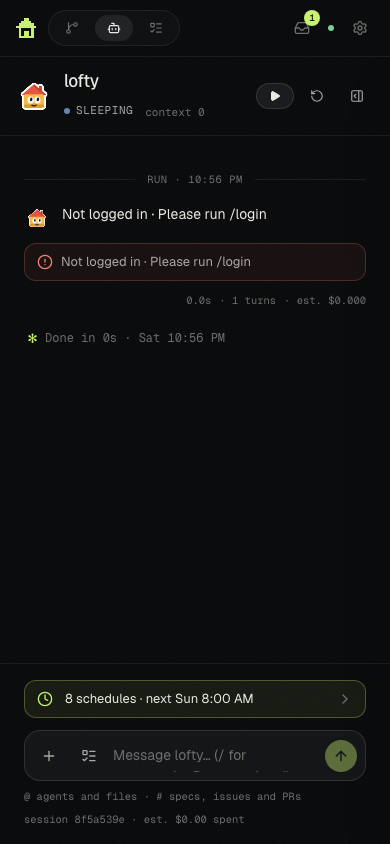 1
lofty
SLEEPING context 0
RUN · 10:56 PM
Not logged in · Please run /login
Not logged in · Please run /login
0.0s · 1 turns · est. $0.000
✻ Done in 0s · Sat 10:56 PM
8 schedules · next Sun 8:00 AM
Message lofty... (/ for
@ agents and files · # specs, issues and PRs
session 8f5a539e · est. $0.00 spent